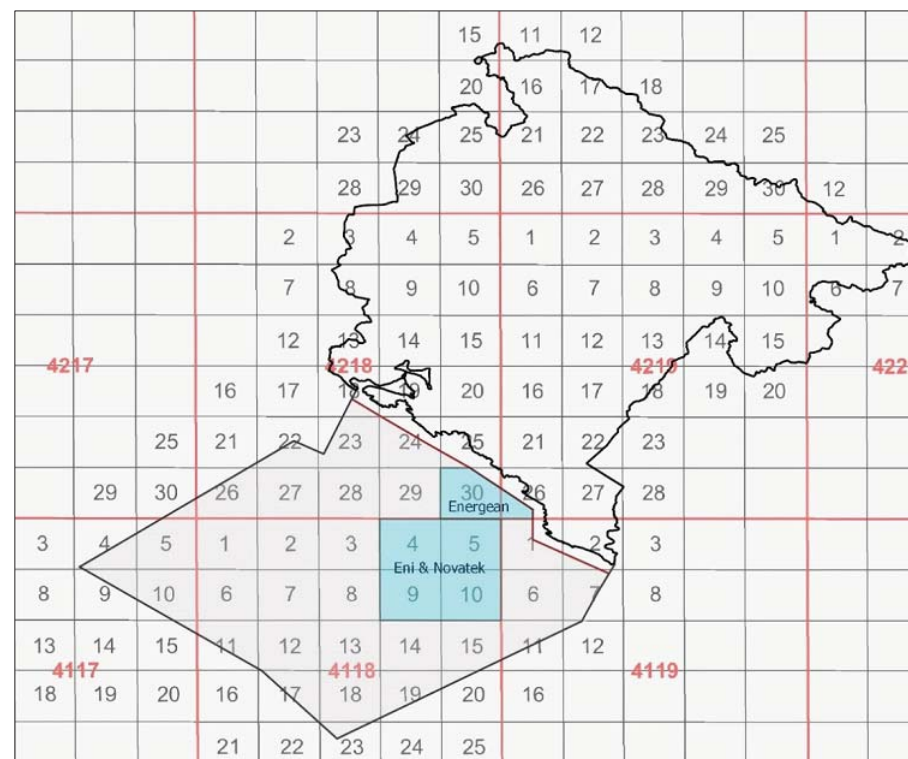 15 11 12
20 16 17 18
23 24 25 21 22 23 24 25
28 29 30 26 27 28 29 30 12
2 3 4 5 1 2 3 4 5 1 2
7 8 9 10 6 7 8 9 10 6 7
12 13 14 15 11 12 13 14 15
4217 4218 4219 422
16 17 18 19 20 16 17 18 19 20
25 21 22 23 24 25 21 22 23
29 30 26 27 28 29 30 26 27 28
Energean
3 4 5 1 2 3 4 5 1 2 3
Eni & Novatek
8 9 10 6 7 8 9 10 6 7 8
13 14 15 11 12 13 14 15 11 12
4117 4118 4119
18 19 20 16 17 18 19 20 16
21 22 23 24 25